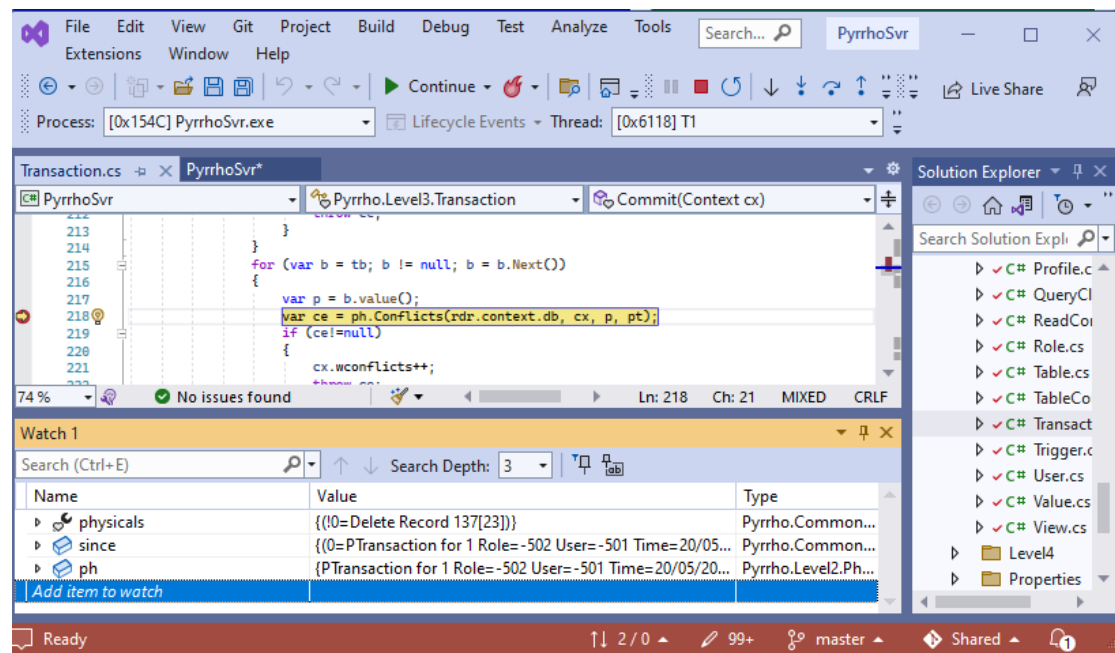 File Edit View Git Project Build Debug Test Analyze Tools Search... PyrrhoSvr
Extensions Window Help
Continue Live Share
Process: [0x154C] PyrrhoSvr.exe Lifecycle Events Thread: [0x6118] T1
Transaction.cs PyrrhoSvr*
Solution Explorer
C# PyrrhoSvr Pyrrho.Level3.Transaction Commit(Context cx)
Search Solution Expl
213 }
214 }
215 for (var b = tb; b != null; b = b.Next())
216 {
217 var p = b.value();
218 var ce = ph.Conflicts(rdr.context.db, cx, p, pt);
219 if (ce!=null)
220 {
221 cx.wconflicts++;
74 % No issues found Ln: 218 Ch: 21 MIXED CRLF
C# Profile.c
C# QueryCl
C# ReadCo
C# Role.cs
C# Table.cs
C# TableCo
C# Transact
C# Trigger.c
C# User.cs
C# Value.cs
C# View.cs
Level4
Properties
Watch 1
Search (Ctrl+E) Search Depth: 3
Name Value Type
physicals {(!0=Delete Record 137[23])} Pyrrho.Common...
since {(0=PTransaction for 1 Role=-502 User=-501 Time=20/05... Pyrrho.Common...
ph {PTransaction for 1 Role=-502 User=-501 Time=20/05/20... Pyrrho.Level2.Ph...
Add item to watch
Ready 2 / 0 99+ master Shared 1